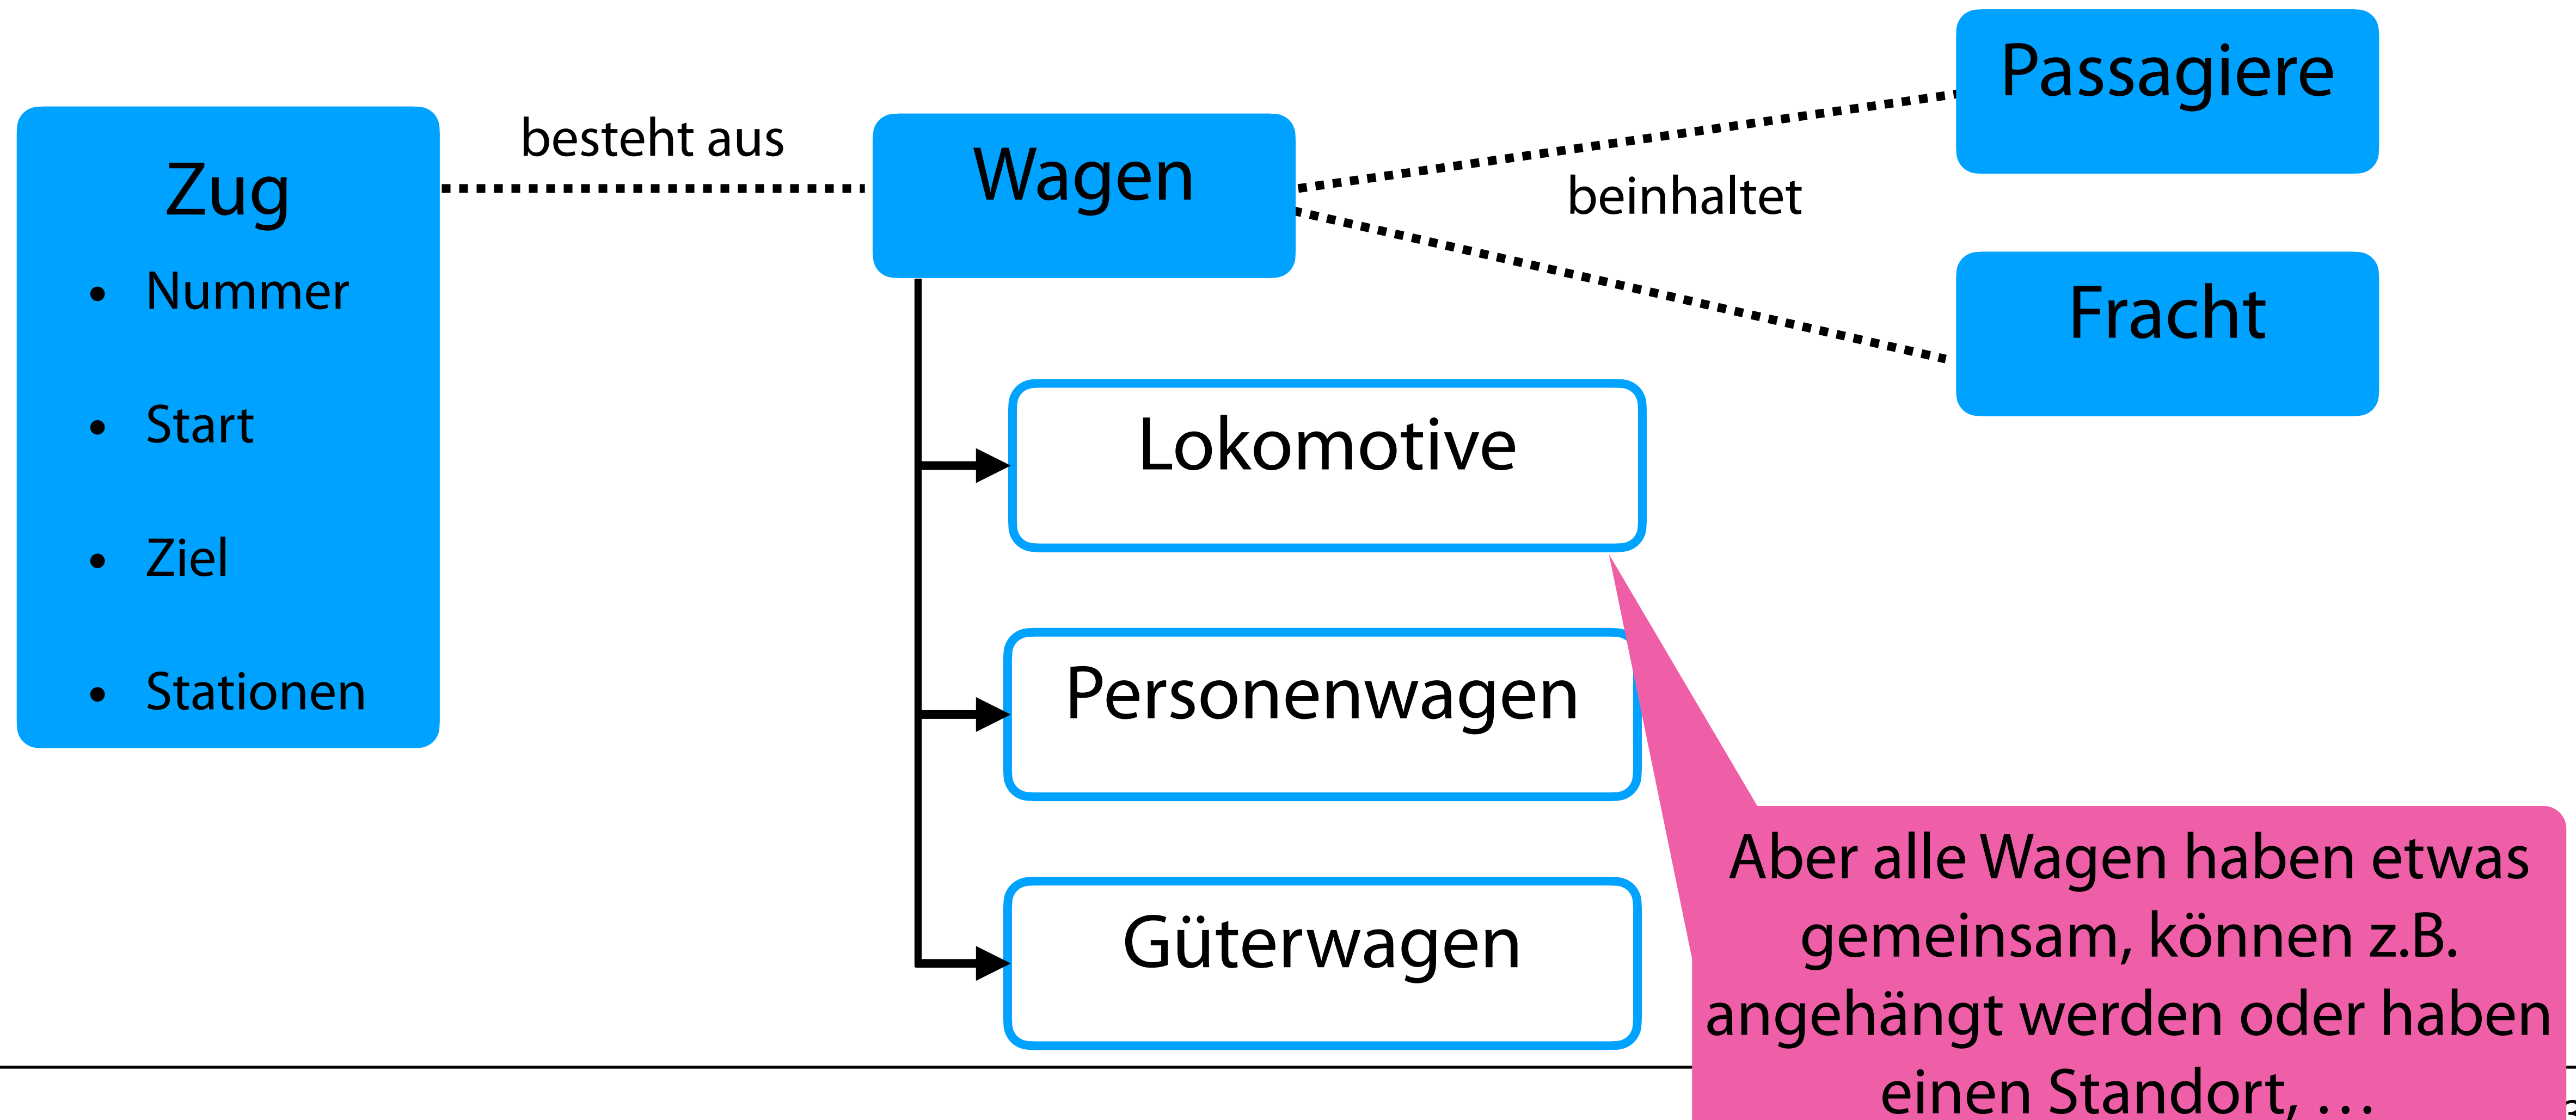 Zug
• Nummer
• Start
• Ziel
• Stationen
besteht aus
Wagen
beinhaltet
Passagiere
Fracht
Lokomotive
Personenwagen
Güterwagen
Aber alle Wagen haben etwas
gemeinsam, können z.B.
angehängt werden oder haben
einen Standort, …